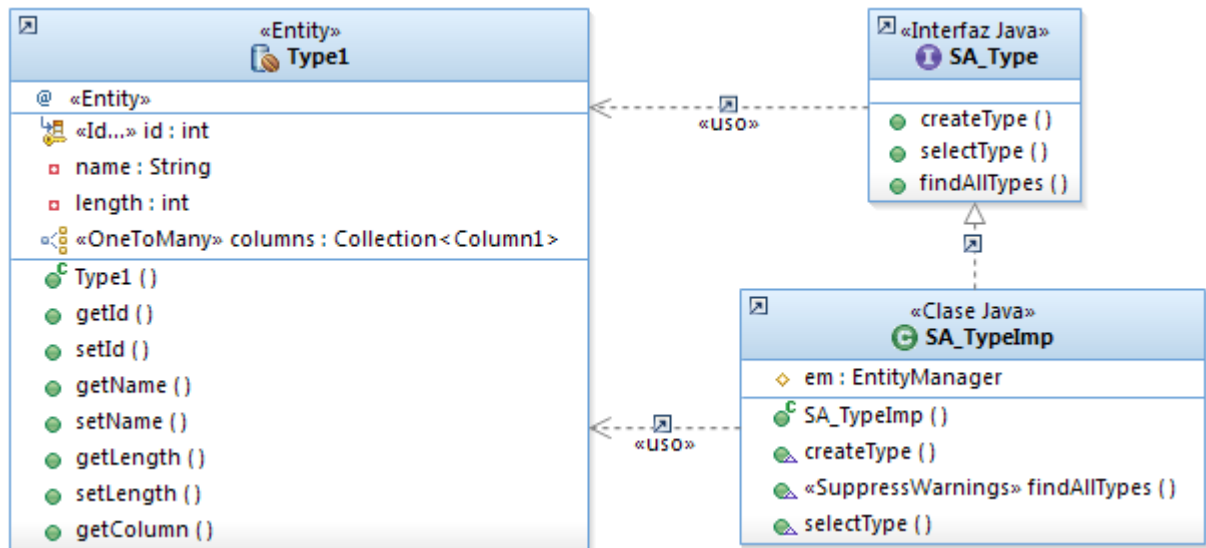 «Entity»
Type1
@ «Entity»
«Id...» id : int
name : String
length : int
«OneToMany» columns : Collection<Column1>
Type1 ( )
getId ( )
setId ( )
getName ( )
setName ( )
getLength ( )
setLength ( )
getColumn ( )
«uso»
«uso»
«Interfaz Java»
I SA_Type
createType ( )
selectType ( )
findAllTypes ( )
«Clase Java»
C SA_TypeImp
em : EntityManager
C SA_TypeImp ( )
createType ( )
«SuppressWarnings» findAllTypes ( )
selectType ( )